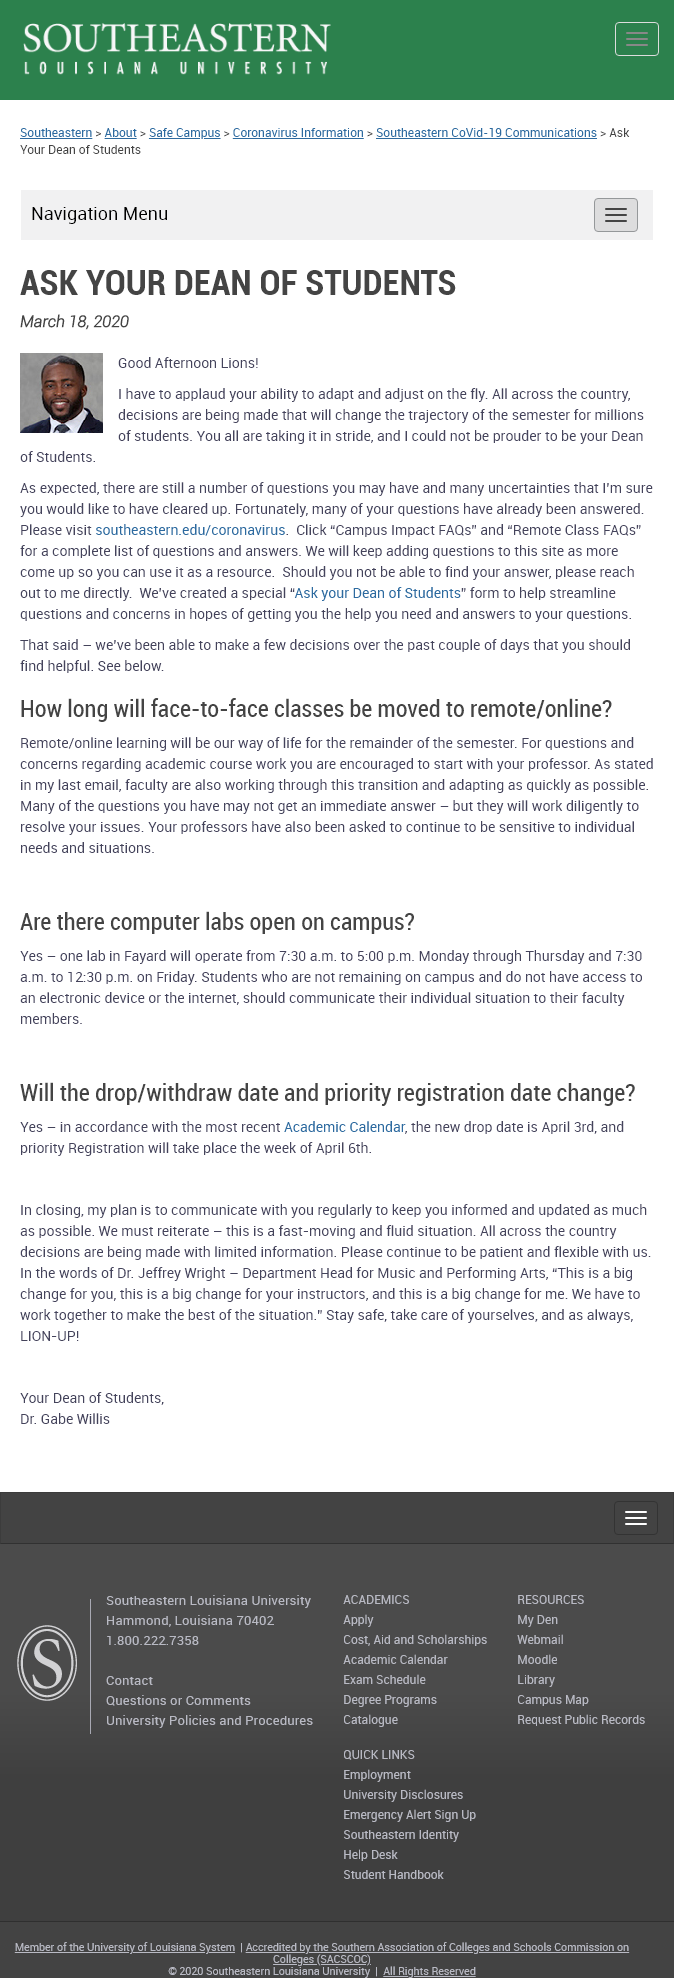 SOUTHEASTERN
LOUISIANA UNIVERSITY
Southeastern > About > Safe Campus > Coronavirus Information > Southeastern CoVid-19 Communications > Ask
Your Dean of Students
Navigation Menu
ASK YOUR DEAN OF STUDENTS
March 18, 2020
Good Afternoon Lions!
I have to applaud your ability to adapt and adjust on the fly. All across the country,
decisions are being made that will change the trajectory of the semester for millions
of students. You all are taking it in stride, and I could not be prouder to be your Dean
of Students.
As expected, there are still a number of questions you may have and many uncertainties that I'm sure
you would like to have cleared up. Fortunately, many of your questions have already been answered.
Please visit southeastern.edu/coronavirus.  Click “Campus Impact FAQs” and “Remote Class FAQs”
for a complete list of questions and answers. We will keep adding questions to this site as more
come up so you can use it as a resource.  Should you not be able to find your answer, please reach
out to me directly.  We've created a special “Ask your Dean of Students” form to help streamline
questions and concerns in hopes of getting you the help you need and answers to your questions.
That said – we've been able to make a few decisions over the past couple of days that you should
find helpful. See below.
How long will face-to-face classes be moved to remote/online?
Remote/online learning will be our way of life for the remainder of the semester. For questions and
concerns regarding academic course work you are encouraged to start with your professor. As stated
in my last email, faculty are also working through this transition and adapting as quickly as possible.
Many of the questions you have may not get an immediate answer – but they will work diligently to
resolve your issues. Your professors have also been asked to continue to be sensitive to individual
needs and situations.
Are there computer labs open on campus?
Yes – one lab in Fayard will operate from 7:30 a.m. to 5:00 p.m. Monday through Thursday and 7:30
a.m. to 12:30 p.m. on Friday. Students who are not remaining on campus and do not have access to
an electronic device or the internet, should communicate their individual situation to their faculty
members.
Will the drop/withdraw date and priority registration date change?
Yes – in accordance with the most recent Academic Calendar, the new drop date is April 3rd, and
priority Registration will take place the week of April 6th.
In closing, my plan is to communicate with you regularly to keep you informed and updated as much
as possible. We must reiterate – this is a fast-moving and fluid situation. All across the country
decisions are being made with limited information. Please continue to be patient and flexible with us.
In the words of Dr. Jeffrey Wright – Department Head for Music and Performing Arts, “This is a big
change for you, this is a big change for your instructors, and this is a big change for me. We have to
work together to make the best of the situation.” Stay safe, take care of yourselves, and as always,
LION-UP!
Your Dean of Students,
Dr. Gabe Willis
S
Southeastern Louisiana University
Hammond, Louisiana 70402
1.800.222.7358
Contact
Questions or Comments
University Policies and Procedures
ACADEMICS
Apply
Cost, Aid and Scholarships
Academic Calendar
Exam Schedule
Degree Programs
Catalogue
QUICK LINKS
Employment
University Disclosures
Emergency Alert Sign Up
Southeastern Identity
Help Desk
Student Handbook
RESOURCES
My Den
Webmail
Moodle
Library
Campus Map
Request Public Records
Member of the University of Louisiana System | Accredited by the Southern Association of Colleges and Schools Commission on
Colleges (SACSCOC)
© 2020 Southeastern Louisiana University | All Rights Reserved